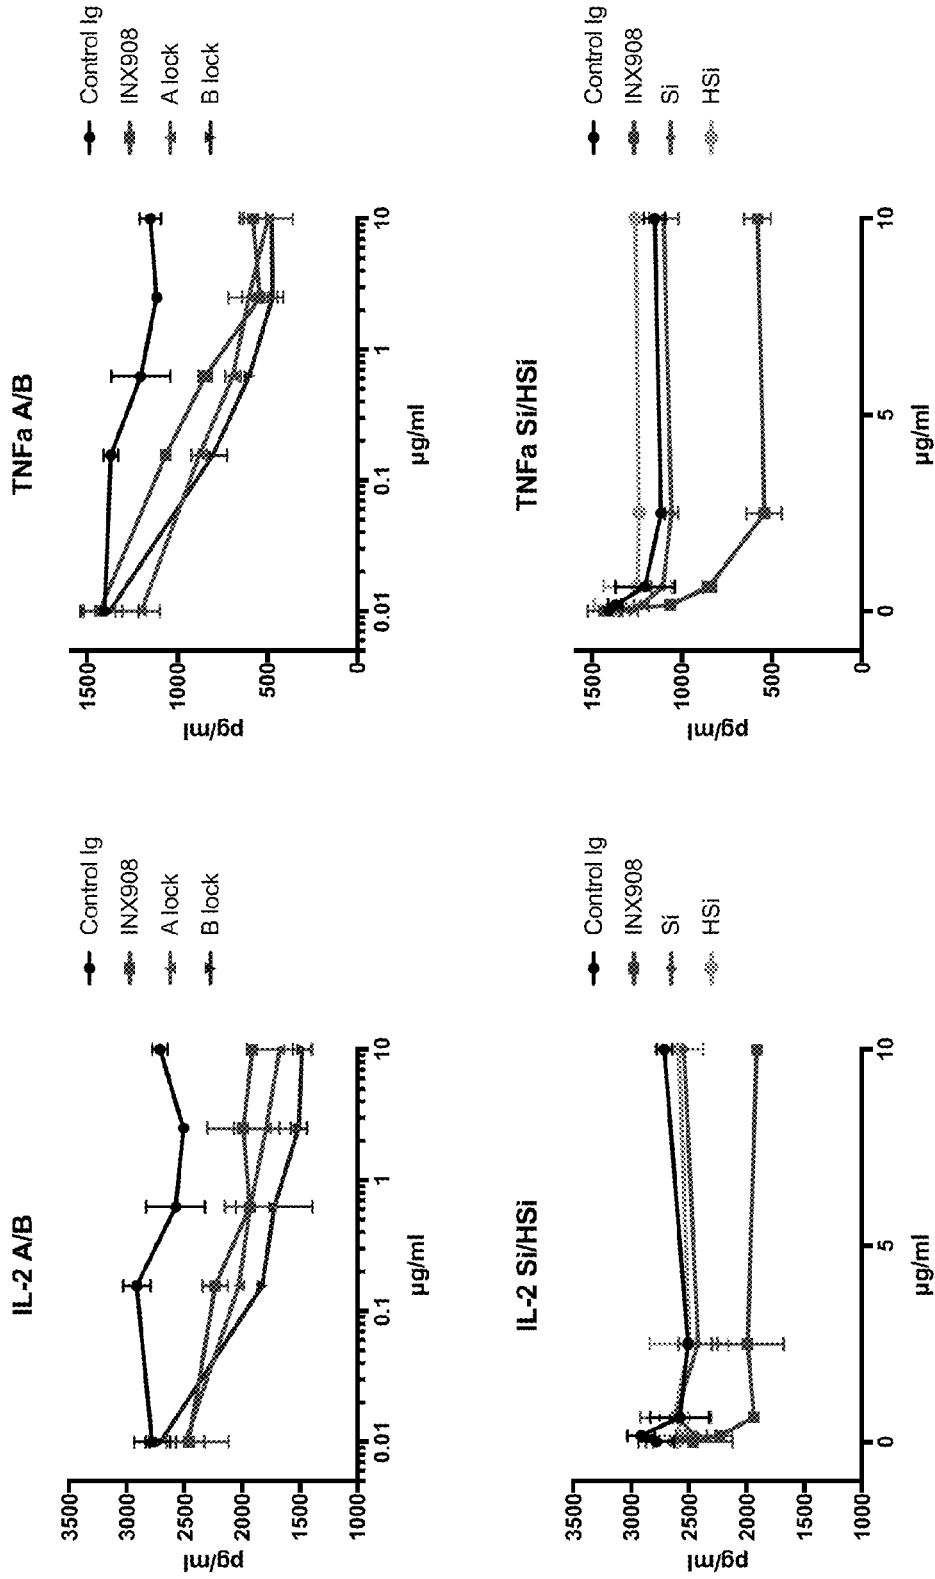 IL-2 A/B
3500
3000
2500
2000
1500
1000
pg/ml
0.01
0.1
1
10
µg/ml
Control Ig
INX908
A lock
B lock
TNFa A/B
1500
1000
500
0
pg/ml
0.01
0.1
1
10
µg/ml
Control Ig
INX908
A lock
B lock
IL-2 Si/HSi
3500
3000
2500
2000
1500
1000
pg/ml
0
5
10
µg/ml
Control Ig
INX908
Si
HSi
TNFa Si/HSi
1500
1000
500
0
pg/ml
0
5
10
µg/ml
Control Ig
INX908
Si
HSi